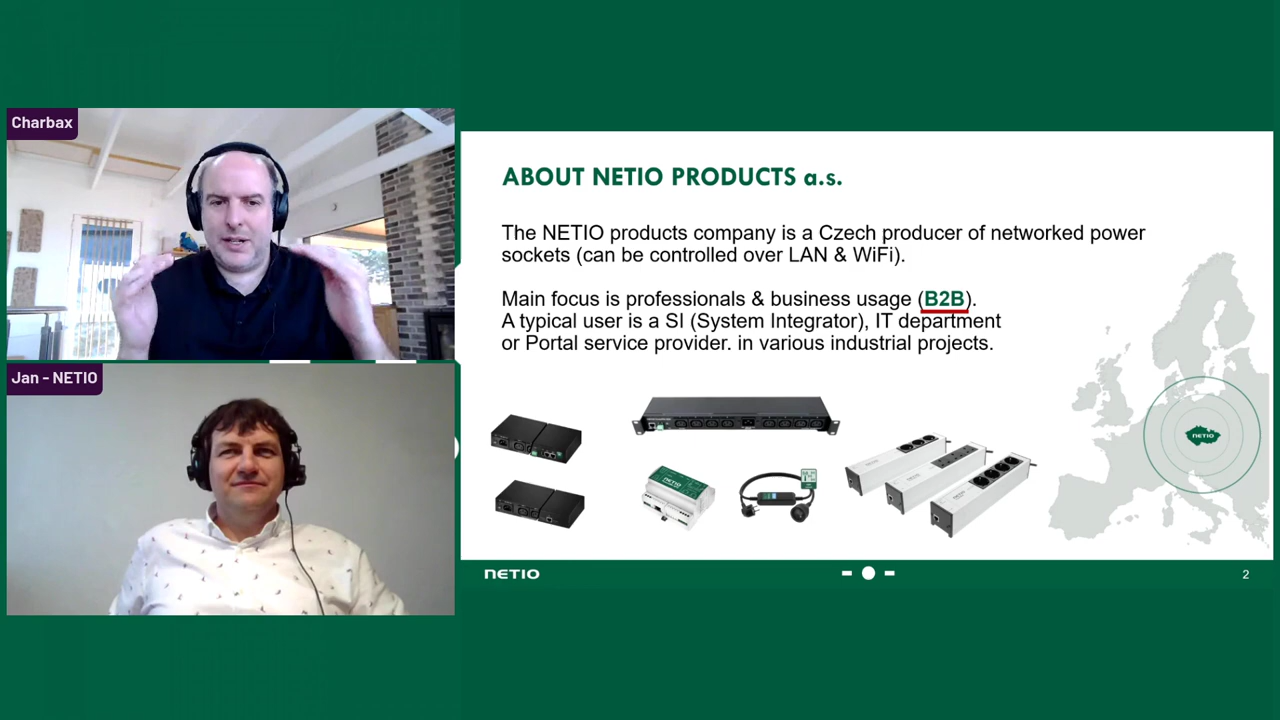 Charbax
Jan - NETIO
ABOUT NETIO PRODUCTS a.s.
The NETIO products company is a Czech producer of networked power
sockets (can be controlled over LAN & WiFi).
Main focus is professionals & business usage (B2B).
A typical user is a SI (System Integrator), IT department
or Portal service provider. in various industrial projects.
NETIO
NETIO
2